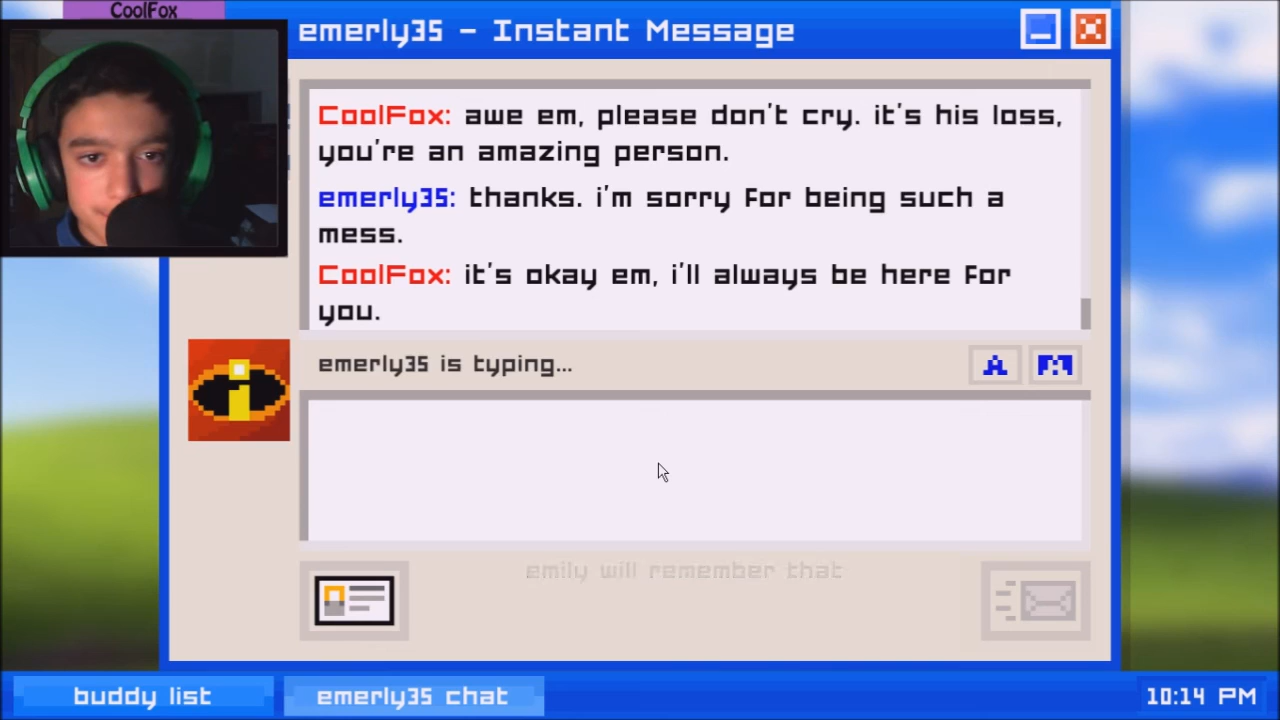 CoolFox
emerly35 - Instant Message
CoolFox: awe em, please don't cry. it's his loss,
you're an amazing person.
emerly35: thanks. i'm sorry for being such a
mess.
CoolFox: it's okay em, i'll always be here for
you.
emerly35 is typing...
A
i
emily will remember that
buddy list
emerly35 chat
10:14 PM